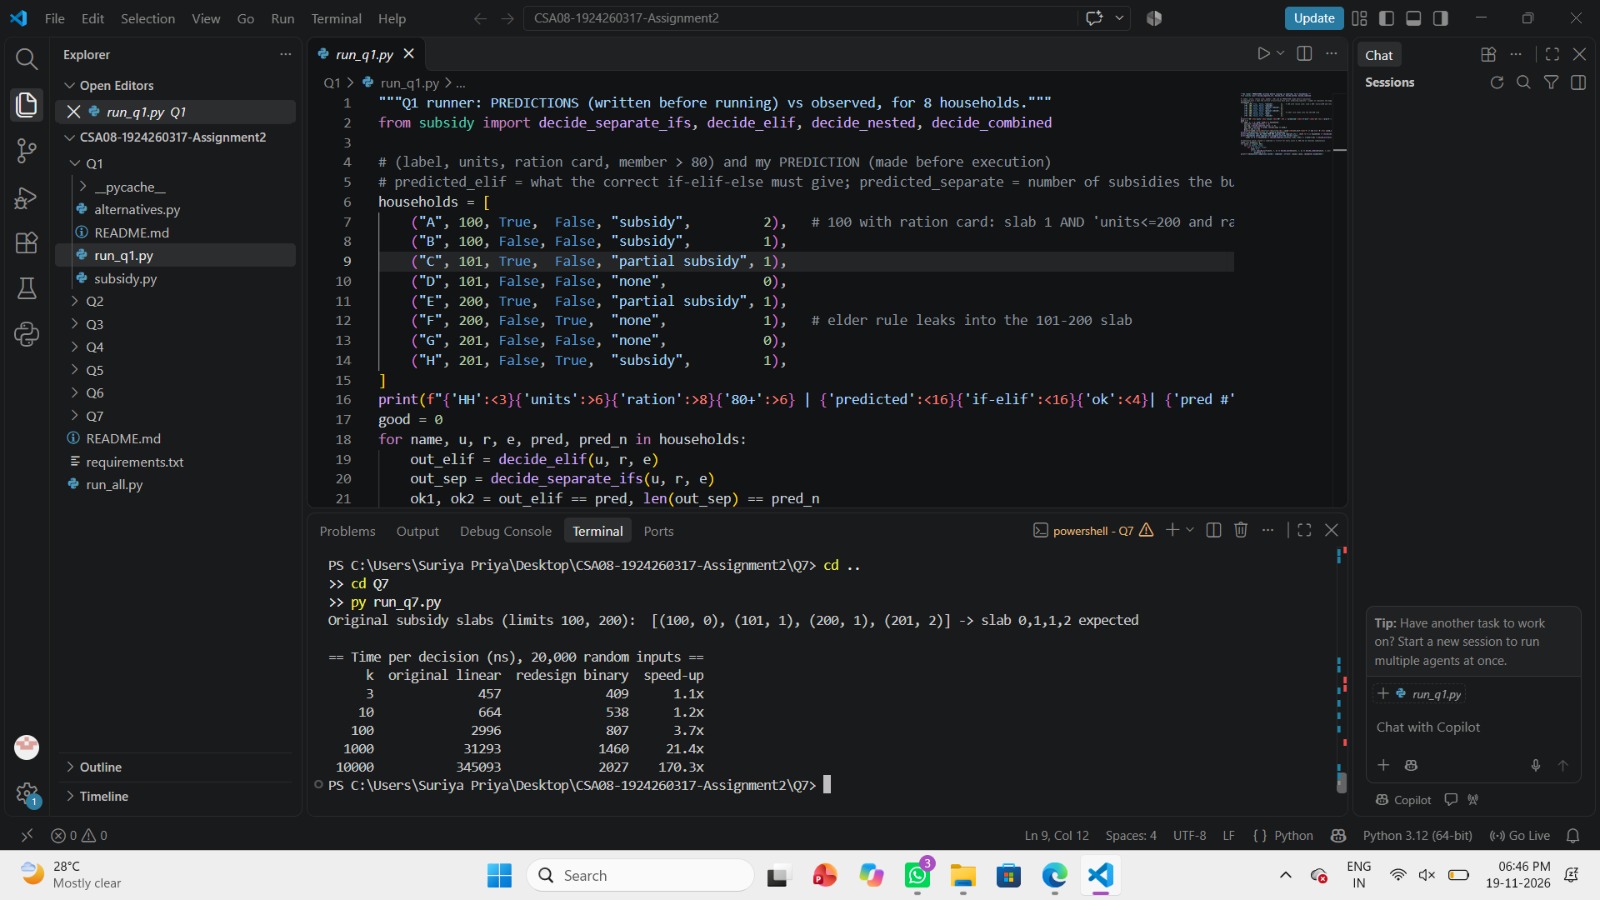 File Edit Selection View Go Run Terminal Help
CSA08-1924260317-Assignment2
Update
Explorer
Open Editors
run_q1.py Q1
CSA08-1924260317-Assignment2
Q1
__pycache__
alternatives.py
README.md
run_q1.py
subsidy.py
Q2
Q3
Q4
Q5
Q6
Q7
README.md
requirements.txt
run_all.py
Outline
Timeline
run_q1.py
Q1 > run_q1.py > ...
1 """Q1 runner: PREDICTIONS (written before running) vs observed, for 8 households."""
2 from subsidy import decide_separate_ifs, decide_elif, decide_nested, decide_combined
3
4 # (label, units, ration card, member > 80) and my PREDICTION (made before execution)
5 # predicted_elif = what the correct if-elif-else must give; predicted_separate = number of subsidies the bu
6 households = [
7 ("A", 100, True, False, "subsidy", 2), # 100 with ration card: slab 1 AND 'units<=200 and ra
8 ("B", 100, False, False, "subsidy", 1),
9 ("C", 101, True, False, "partial subsidy", 1),
10 ("D", 101, False, False, "none", 0),
11 ("E", 200, True, False, "partial subsidy", 1),
12 ("F", 200, False, True, "none", 1), # elder rule leaks into the 101-200 slab
13 ("G", 201, False, False, "none", 0),
14 ("H", 201, False, True, "subsidy", 1),
15 ]
16 print(f"{'HH':<3}{'units':>6}{'ration':>8}{'80+':>6} | {'predicted':<16}{'if-elif':<16}{'ok':<4}| {'pred #'
17 good = 0
18 for name, u, r, e, pred, pred_n in households:
19 out_elif = decide_elif(u, r, e)
20 out_sep = decide_separate_ifs(u, r, e)
21 ok1, ok2 = out_elif == pred, len(out_sep) == pred_n
Problems Output Debug Console Terminal Ports
powershell - Q7
PS C:\Users\Suriya Priya\Desktop\CSA08-1924260317-Assignment2\Q7> cd ..
>> cd Q7
>> py run_q7.py
Original subsidy slabs (limits 100, 200): [(100, 0), (101, 1), (200, 1), (201, 2)] -> slab 0,1,1,2 expected
== Time per decision (ns), 20,000 random inputs ==
k original linear redesign binary speed-up
3 457 409 1.1x
10 664 538 1.2x
100 2996 807 3.7x
1000 31293 1460 21.4x
10000 345093 2027 170.3x
PS C:\Users\Suriya Priya\Desktop\CSA08-1924260317-Assignment2\Q7>
Chat
Sessions
Tip: Have another task to work
on? Start a new session to run
multiple agents at once.
run_q1.py
Chat with Copilot
Copilot
1
0 0
Ln 9, Col 12 Spaces: 4 UTF-8 LF { } Python Python 3.12 (64-bit) Go Live
28°C
Mostly clear
Search
3
ENG
IN
06:46 PM
19-11-2026